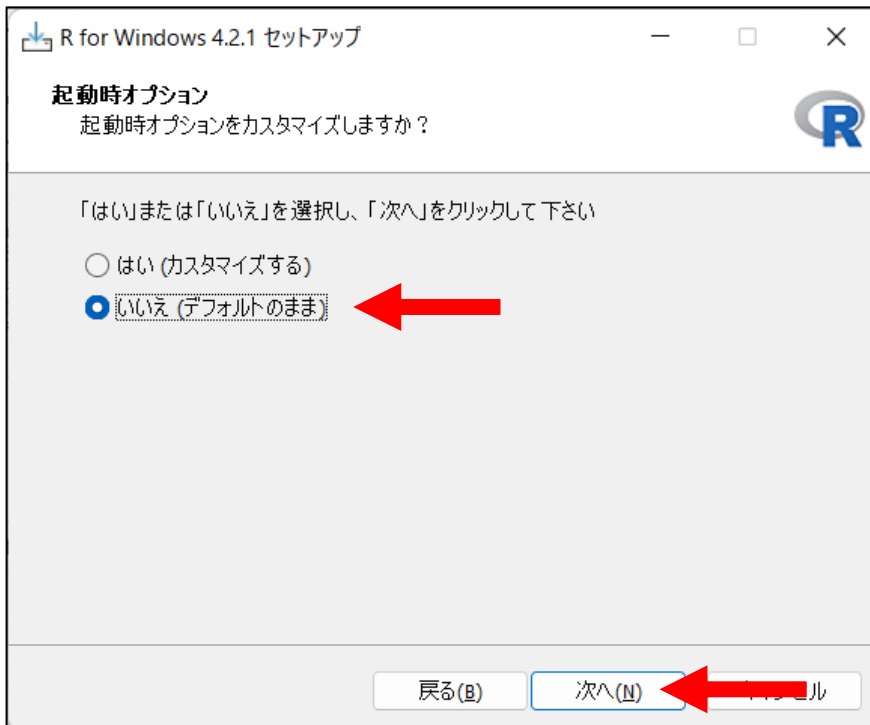 R for Windows 4.2.1 セットアップ
起動時オプション
起動時オプションをカスタマイズしますか？
R
「はい」または「いいえ」を選択し、「次へ」をクリックして下さい
はい (カスタマイズする)
いいえ (デフォルトのまま)
戻る(B) 次へ(N)